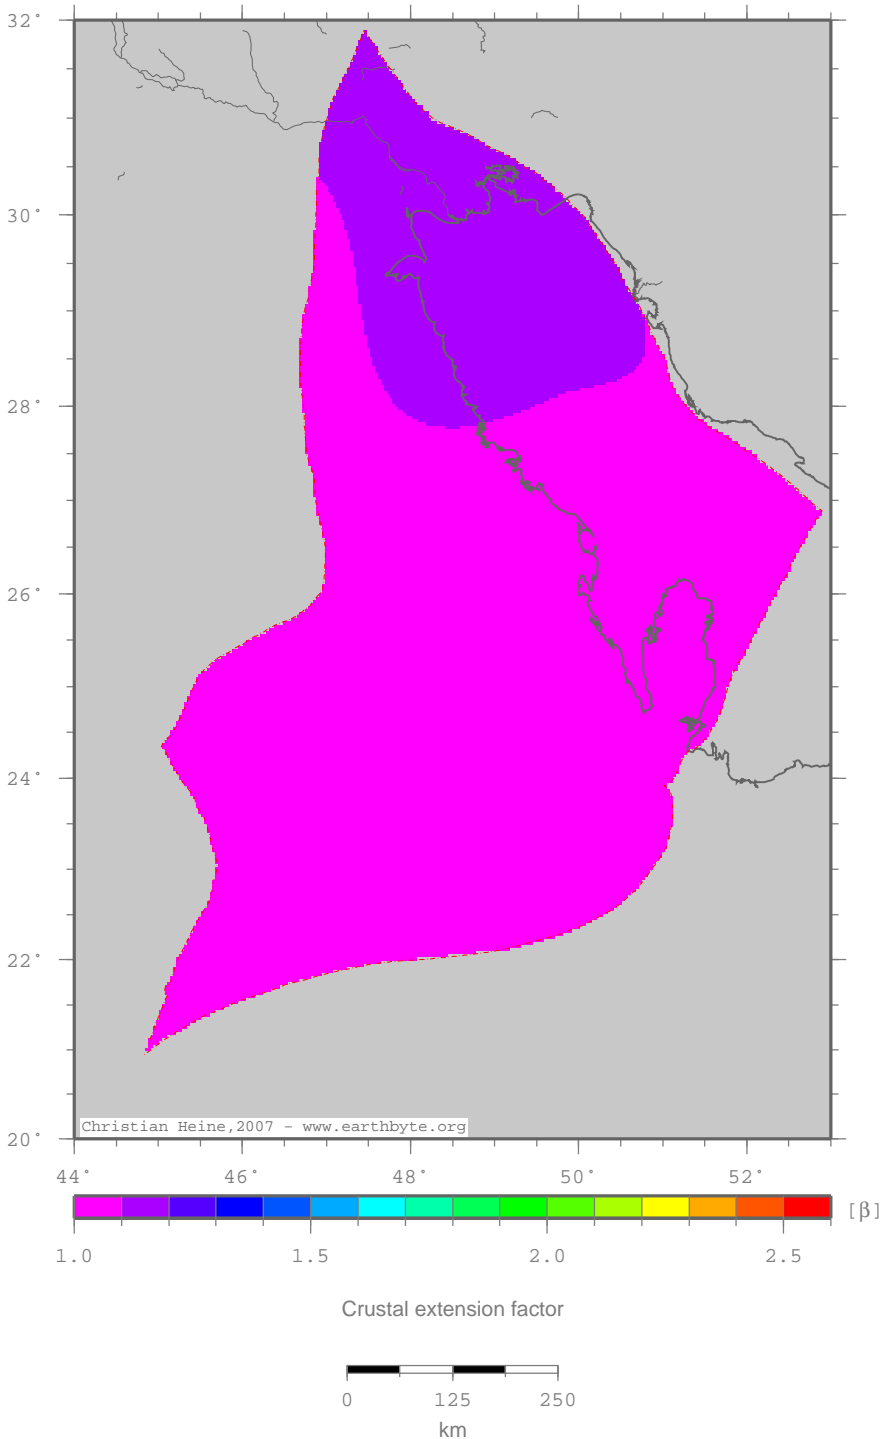 32°
30°
28°
26°
24°
22°
20°
Christian Heine,2007 - www.earthbyte.org
44° 46° 48° 50° 52°
[β]
1.0 1.5 2.0 2.5
Crustal extension factor
0 125 250
km